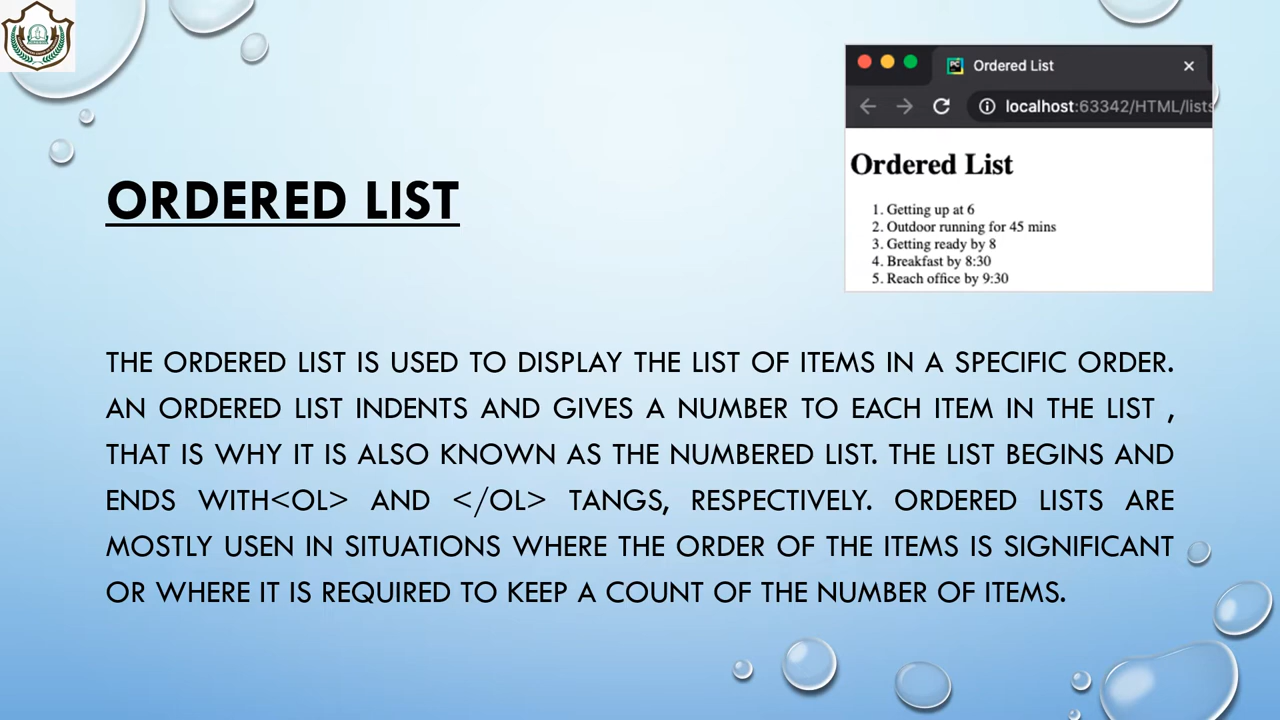 Ordered List
localhost:63342/HTML/lists
Ordered List
1. Getting up at 6
2. Outdoor running for 45 mins
3. Getting ready by 8
4. Breakfast by 8:30
5. Reach office by 9:30
ORDERED LIST
THE ORDERED LIST IS USED TO DISPLAY THE LIST OF ITEMS IN A SPECIFIC ORDER.
AN ORDERED LIST INDENTS AND GIVES A NUMBER TO EACH ITEM IN THE LIST ,
THAT IS WHY IT IS ALSO KNOWN AS THE NUMBERED LIST. THE LIST BEGINS AND
ENDS WITH<OL> AND </OL> TANGS, RESPECTIVELY. ORDERED LISTS ARE
MOSTLY USEN IN SITUATIONS WHERE THE ORDER OF THE ITEMS IS SIGNIFICANT
OR WHERE IT IS REQUIRED TO KEEP A COUNT OF THE NUMBER OF ITEMS.